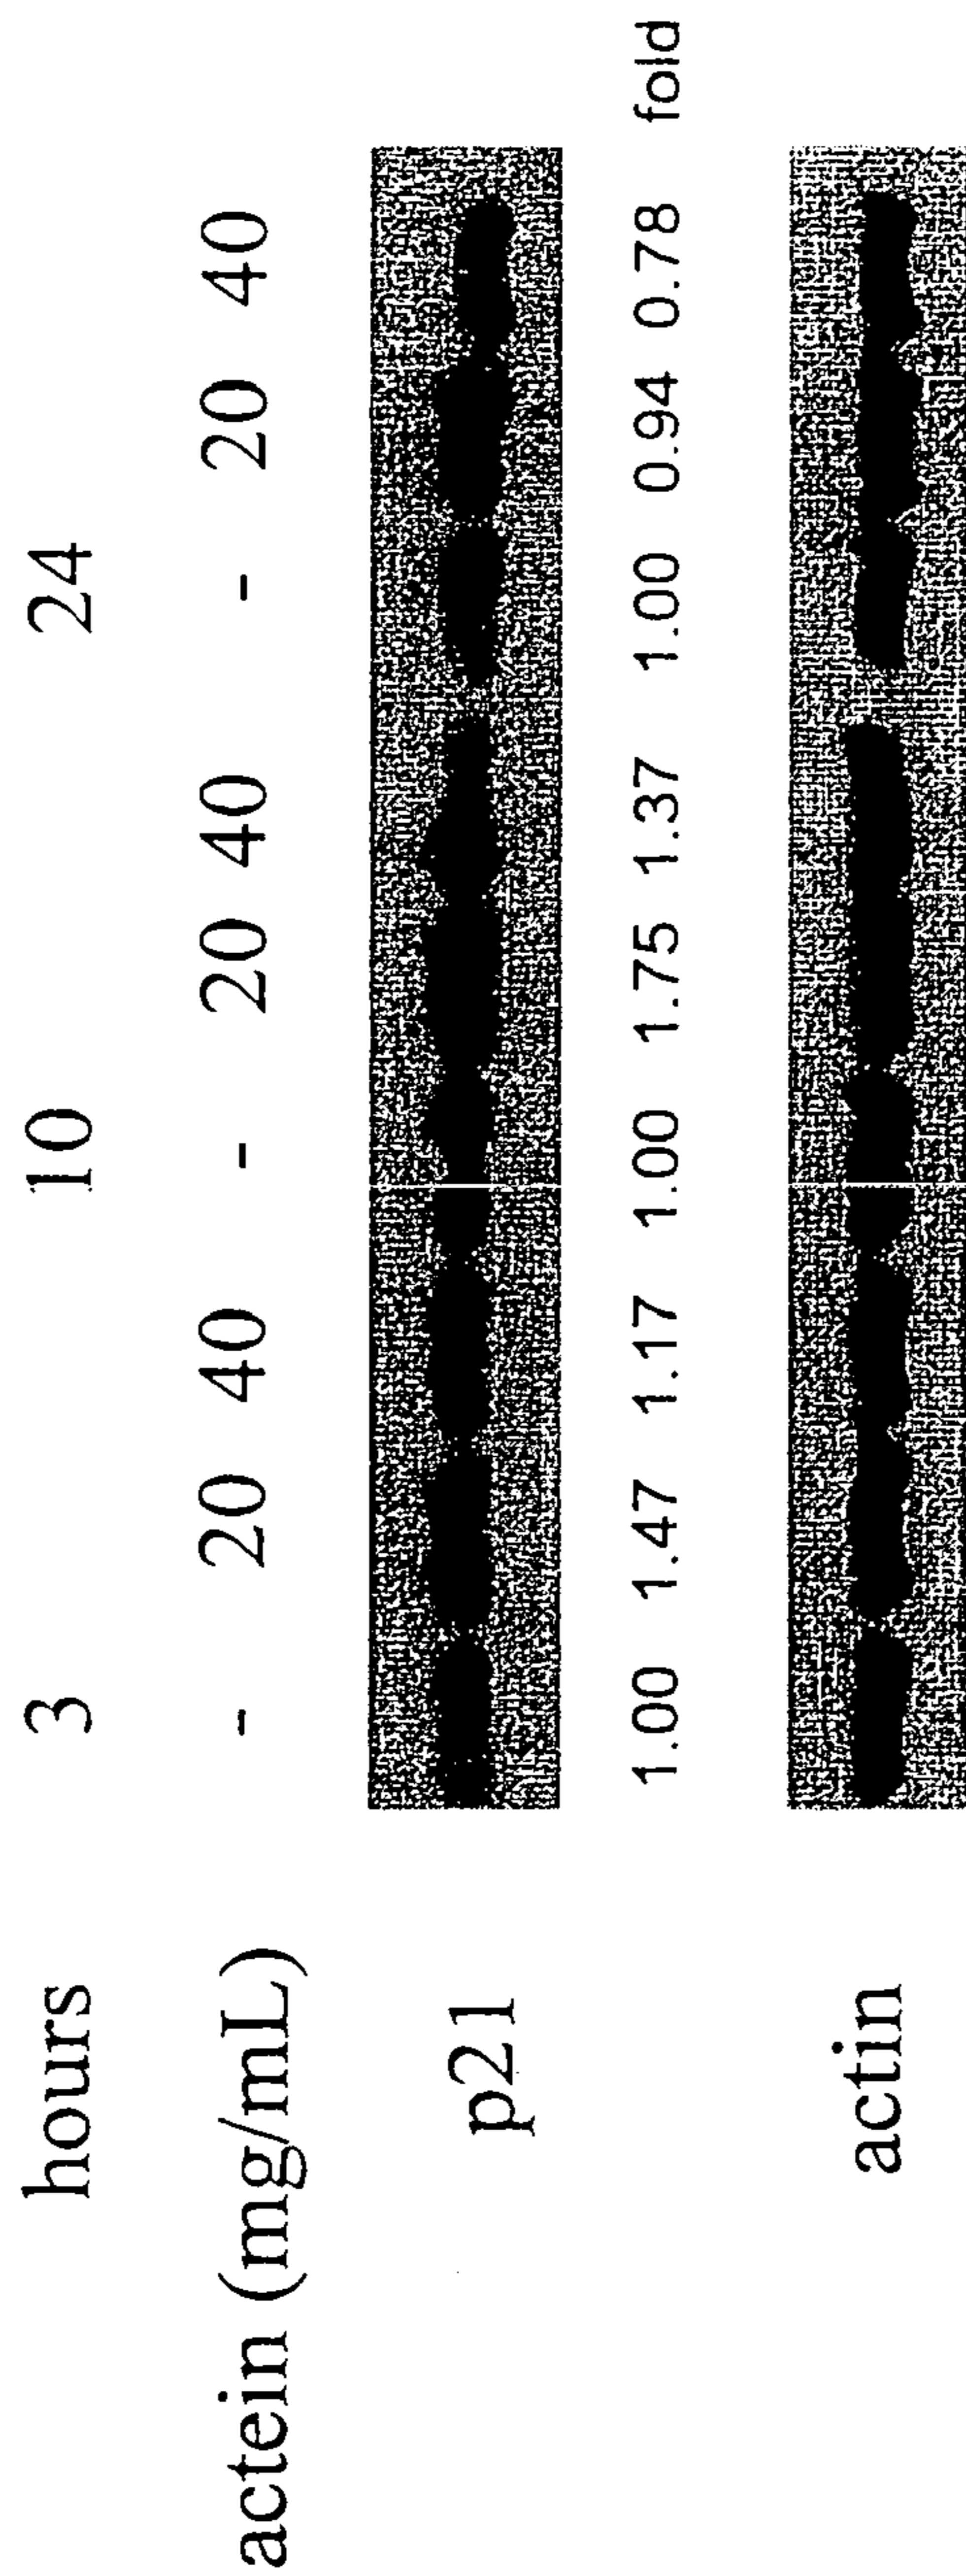 hours 3 10 24
actein (mg/mL) - 20 40 - 20 40 - 20 40
p21
1.00 1.47 1.17 1.00 1.75 1.37 1.00 0.94 0.78 fold
actin